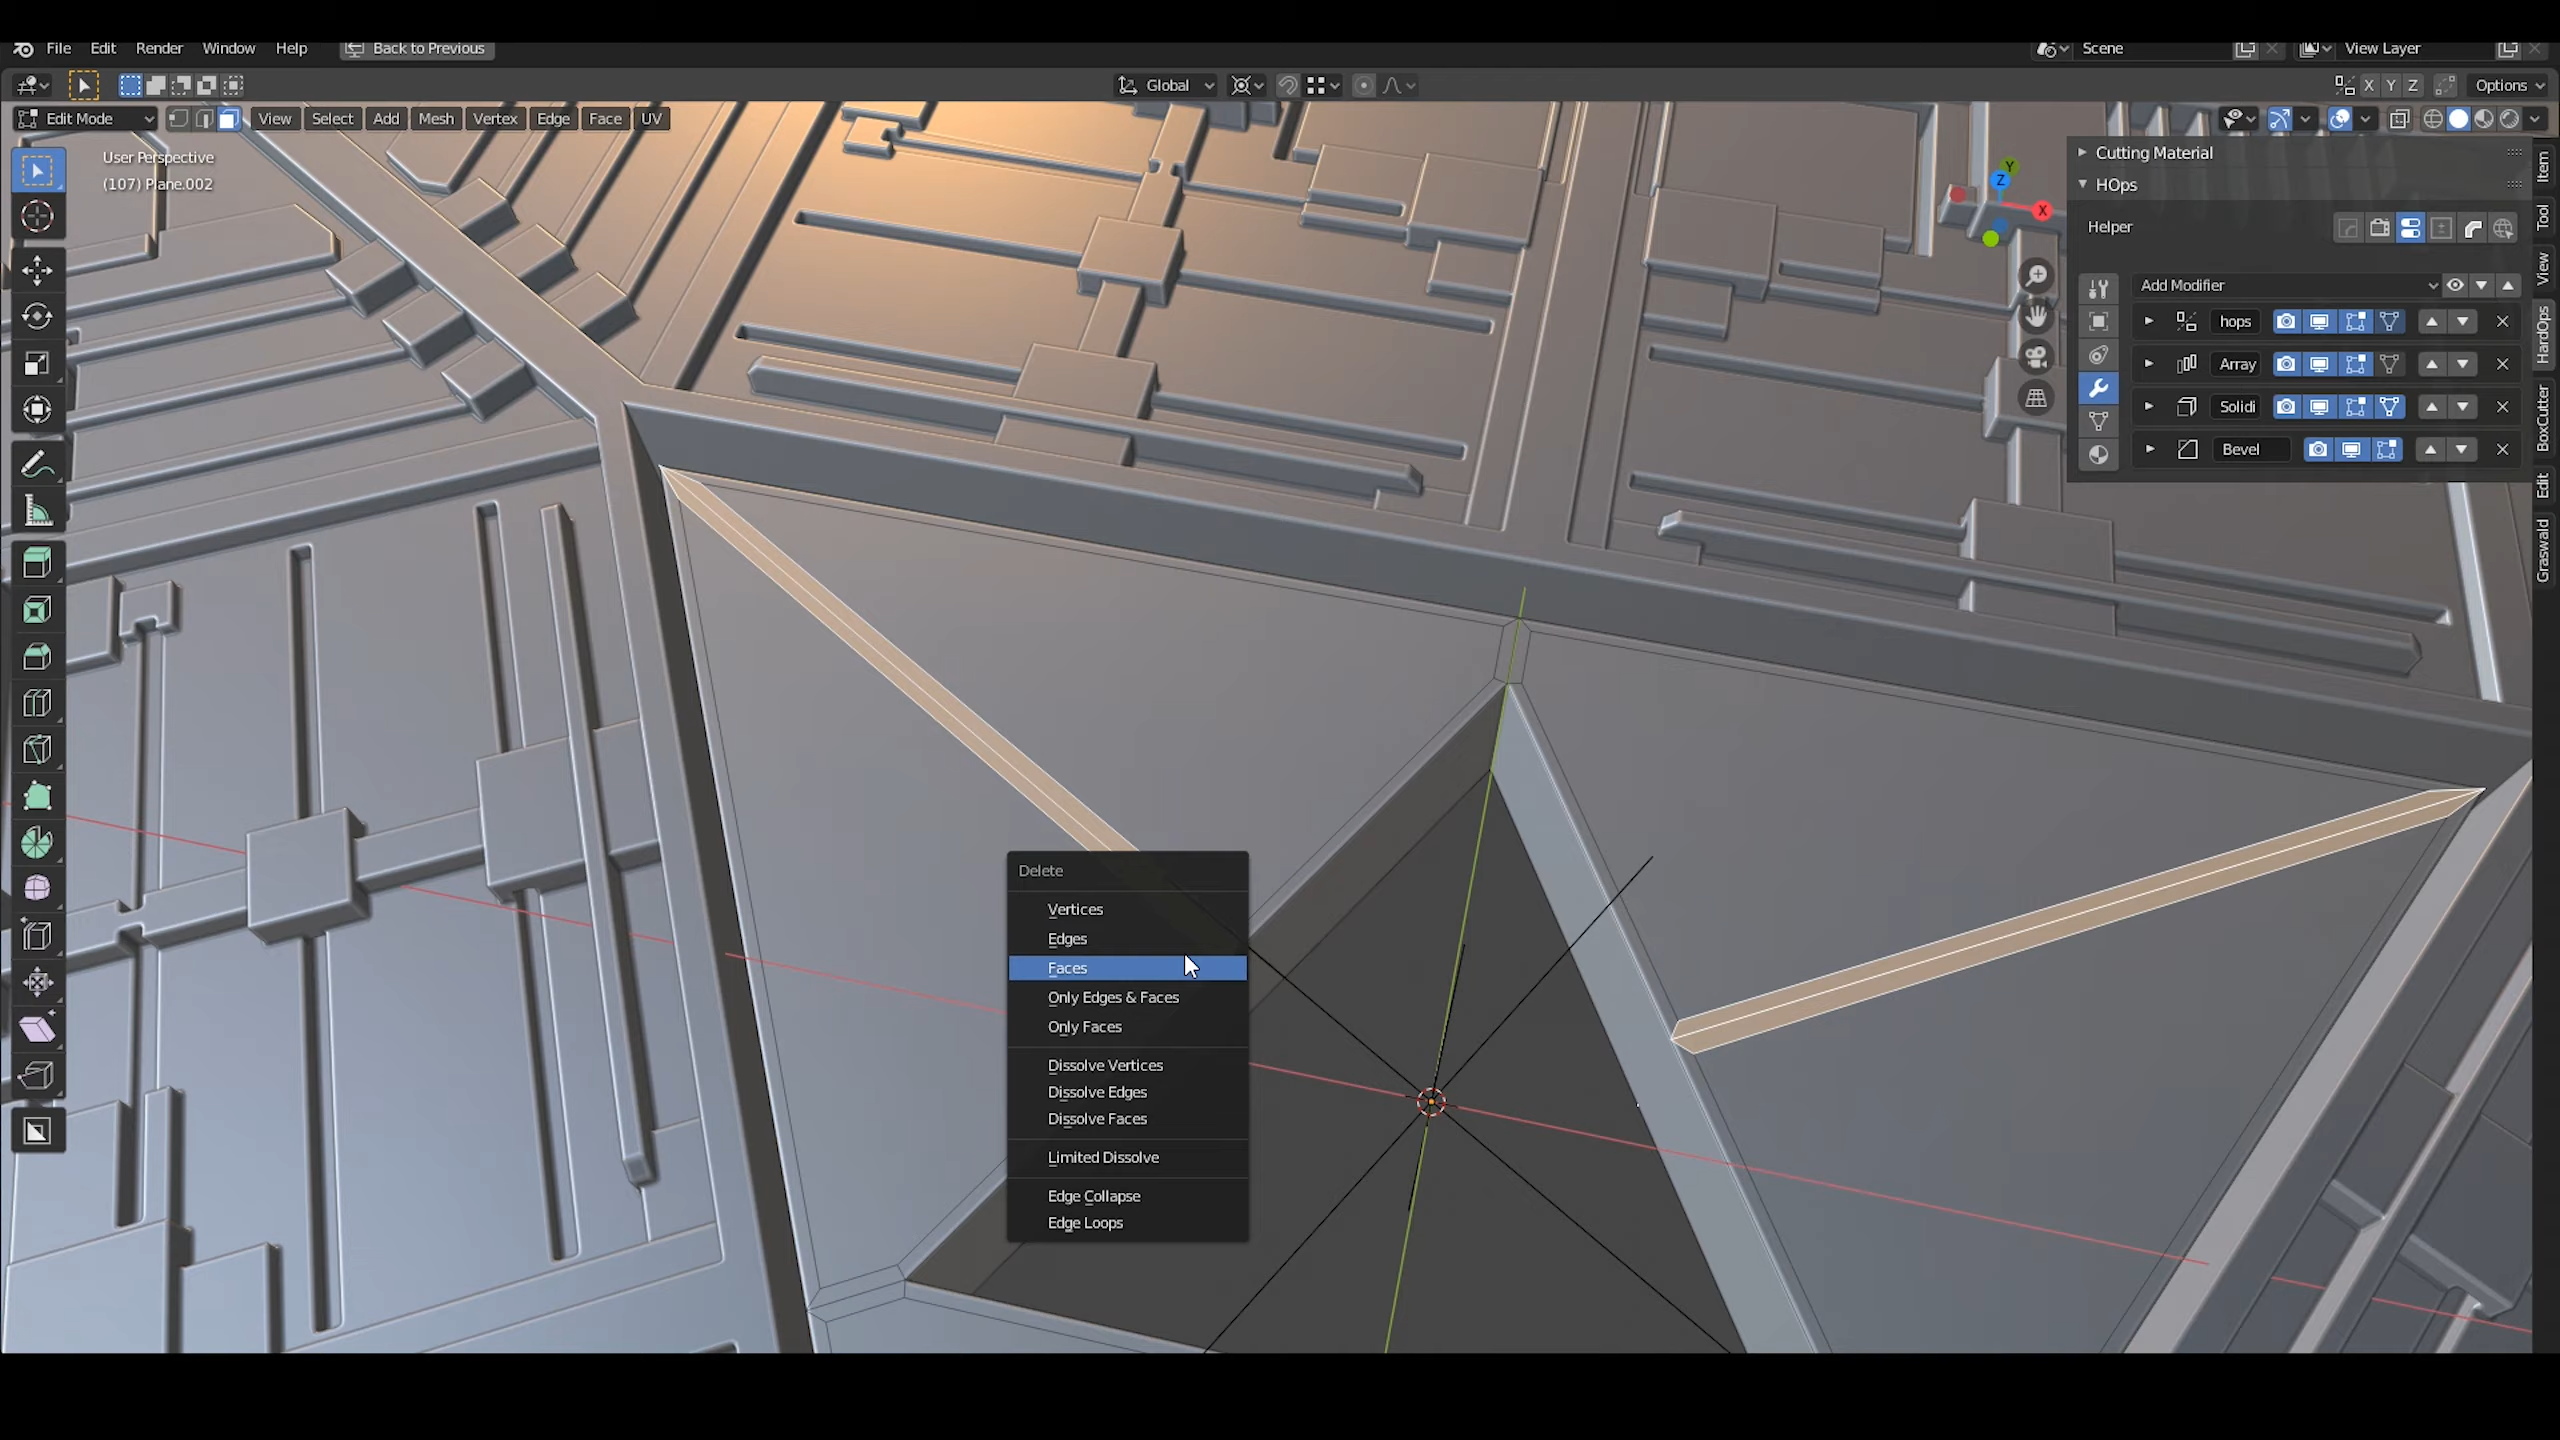 File Edit Render Window Help Back to Previous Scene View Layer
Global X Y Z Options
Edit Mode View Select Add Mesh Vertex Edge Face UV
User Perspective
(107) Plane.002
Cutting Material
HOps
Helper
Add Modifier
hops
Array
Solidi
Bevel
Y
Z
X
Item
Tool
View
HardOps
BoxCutter
Edit
Graswald
Delete
Vertices
Edges
Faces
Only Edges & Faces
Only Faces
Dissolve Vertices
Dissolve Edges
Dissolve Faces
Limited Dissolve
Edge Collapse
Edge Loops